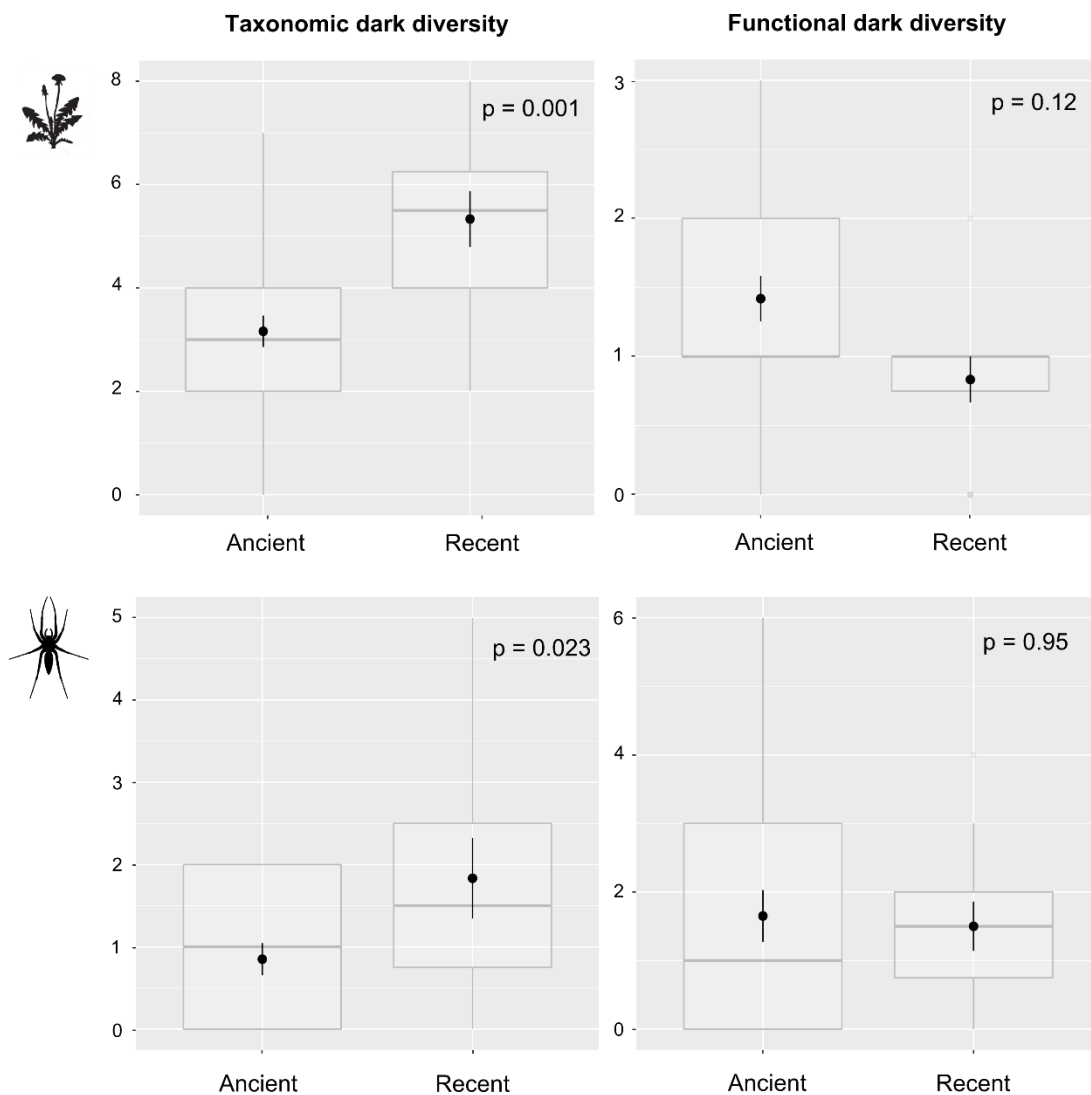 Taxonomic dark diversity
Functional dark diversity
8
6
4
2
0
p = 0.001
Ancient
Recent
3
2
1
0
p = 0.12
Ancient
Recent
5
4
3
2
1
0
p = 0.023
Ancient
Recent
6
4
2
0
p = 0.95
Ancient
Recent